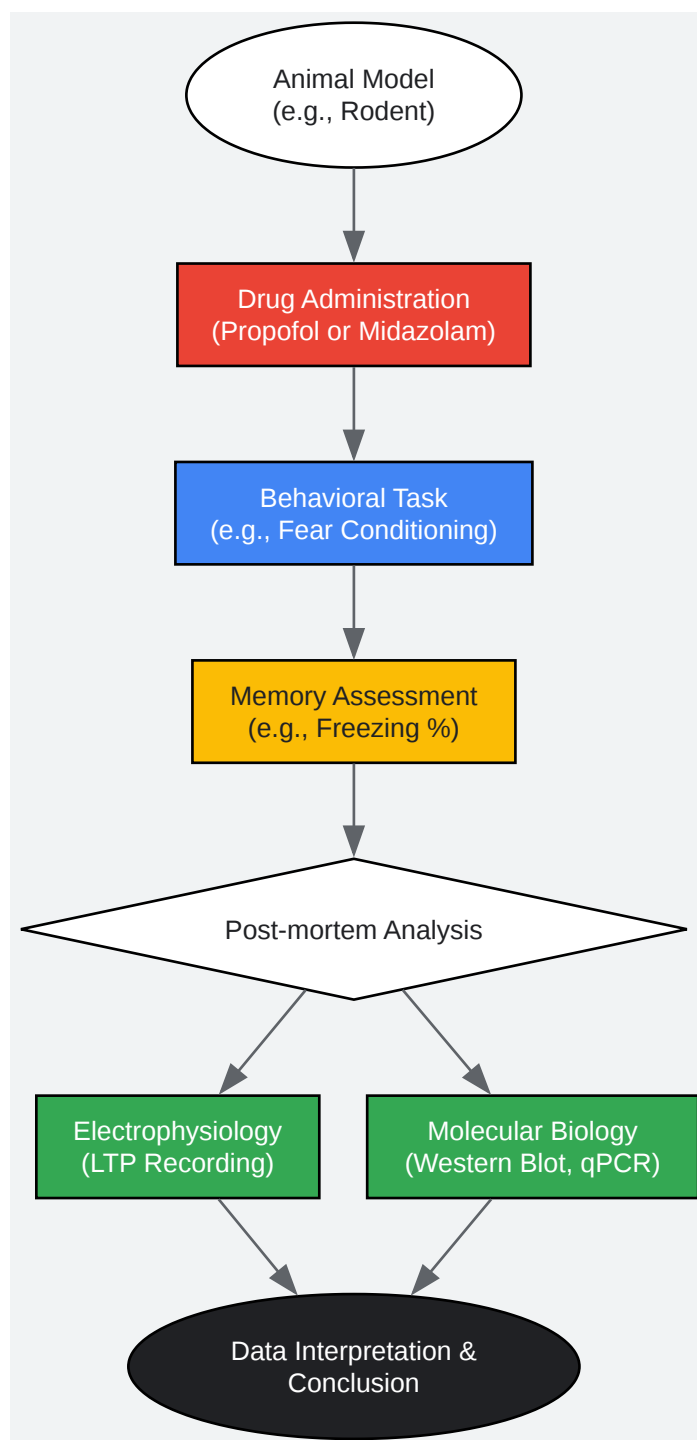 Animal Model
(e.g., Rodent)
Drug Administration
(Propofol or Midazolam)
Behavioral Task
(e.g., Fear Conditioning)
Memory Assessment
(e.g., Freezing %)
Post-mortem Analysis
Electrophysiology
(LTP Recording)
Molecular Biology
(Western Blot, qPCR)
Data Interpretation &
Conclusion